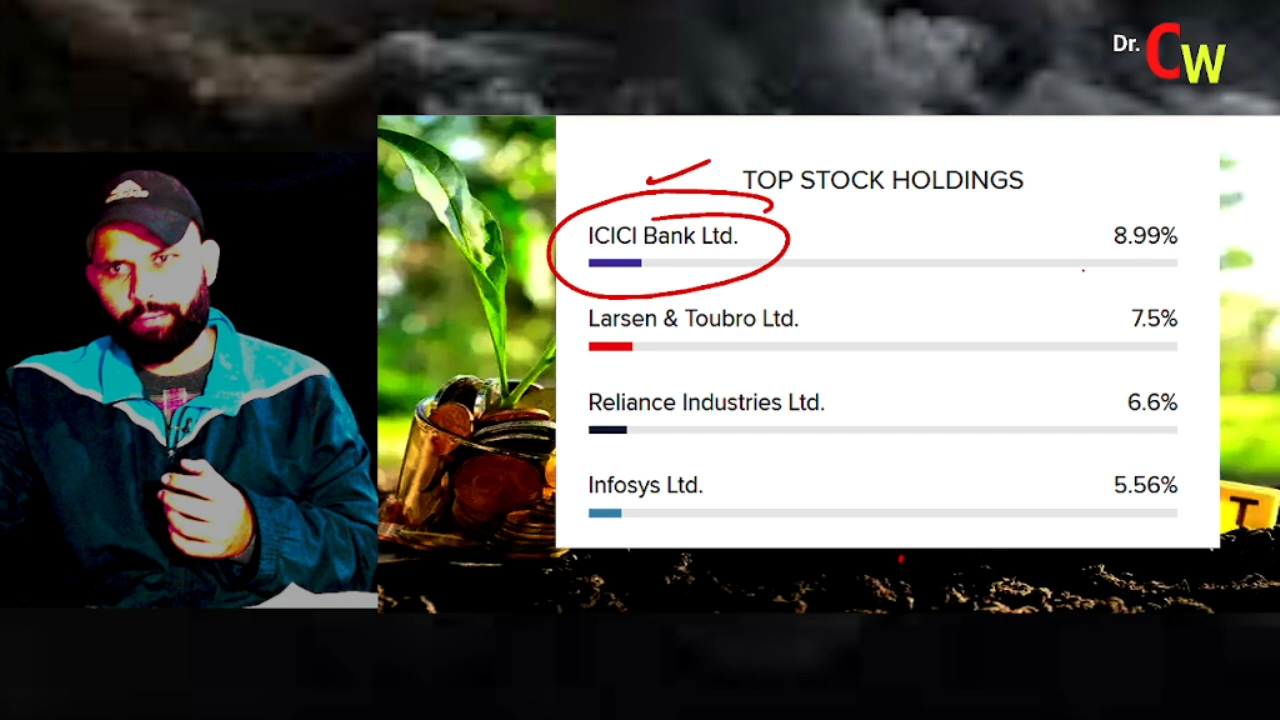 Dr. CW
TOP STOCK HOLDINGS
ICICI Bank Ltd. 8.99%
Larsen & Toubro Ltd. 7.5%
Reliance Industries Ltd. 6.6%
Infosys Ltd. 5.56%
T